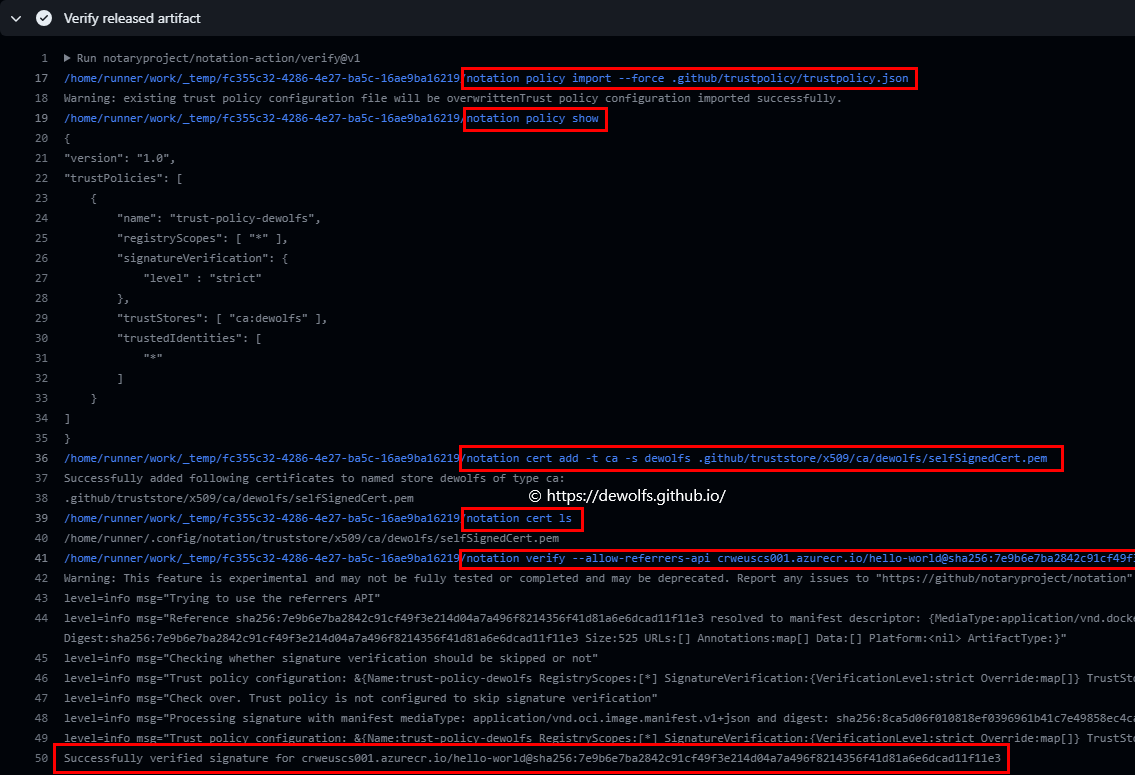 Verify released artifact
1 ▶ Run notaryproject/notation-action/verify@v1
17 /home/runner/work/_temp/fc355c32-4286-4e27-ba5c-16ae9ba16219/notation policy import --force .github/trustpolicy/trustpolicy.json
18 Warning: existing trust policy configuration file will be overwrittenTrust policy configuration imported successfully.
19 /home/runner/work/_temp/fc355c32-4286-4e27-ba5c-16ae9ba16219/notation policy show
20 {
21 "version": "1.0",
22 "trustPolicies": [
23 {
24 "name": "trust-policy-dewolfs",
25 "registryScopes": [ "*" ],
26 "signatureVerification": {
27 "level" : "strict"
28 },
29 "trustStores": [ "ca:dewolfs" ],
30 "trustedIdentities": [
31 "*"
32 ]
33 }
34 ]
35 }
36 /home/runner/work/_temp/fc355c32-4286-4e27-ba5c-16ae9ba16219/notation cert add -t ca -s dewolfs .github/truststore/x509/ca/dewolfs/selfSignedCert.pem
37 Successfully added following certificates to named store dewolfs of type ca:
38 .github/truststore/x509/ca/dewolfs/selfSignedCert.pem
© https://dewolfs.github.io/
39 /home/runner/work/_temp/fc355c32-4286-4e27-ba5c-16ae9ba16219/notation cert ls
40 /home/runner/.config/notation/truststore/x509/ca/dewolfs/selfSignedCert.pem
41 /home/runner/work/_temp/fc355c32-4286-4e27-ba5c-16ae9ba16219/notation verify --allow-referrers-api crweuscs001.azurecr.io/hello-world@sha256:7e9b6e7ba2842c91cf49f
42 Warning: This feature is experimental and may not be fully tested or completed and may be deprecated. Report any issues to "https://github/notaryproject/notation"
43 level=info msg="Trying to use the referrers API"
44 level=info msg="Reference sha256:7e9b6e7ba2842c91cf49f3e214d04a7a496f8214356f41d81a6e6dcad11f11e3 resolved to manifest descriptor: {MediaType:application/vnd.docke
Digest:sha256:7e9b6e7ba2842c91cf49f3e214d04a7a496f8214356f41d81a6e6dcad11f11e3 Size:525 URLs:[] Annotations:map[] Data:[] Platform:<nil> ArtifactType:}"
45 level=info msg="Checking whether signature verification should be skipped or not"
46 level=info msg="Trust policy configuration: &{Name:trust-policy-dewolfs RegistryScopes:[*] SignatureVerification:{VerificationLevel:strict Override:map[]} TrustSto
47 level=info msg="Check over. Trust policy is not configured to skip signature verification"
48 level=info msg="Processing signature with manifest mediaType: application/vnd.oci.image.manifest.v1+json and digest: sha256:8ca5d06f010818ef0396961b41c7e49858ec4ca
49 level=info msg="Trust policy configuration: &{Name:trust-policy-dewolfs RegistryScopes:[*] SignatureVerification:{VerificationLevel:strict Override:map[]} TrustSto
50 Successfully verified signature for crweuscs001.azurecr.io/hello-world@sha256:7e9b6e7ba2842c91cf49f3e214d04a7a496f8214356f41d81a6e6dcad11f11e3